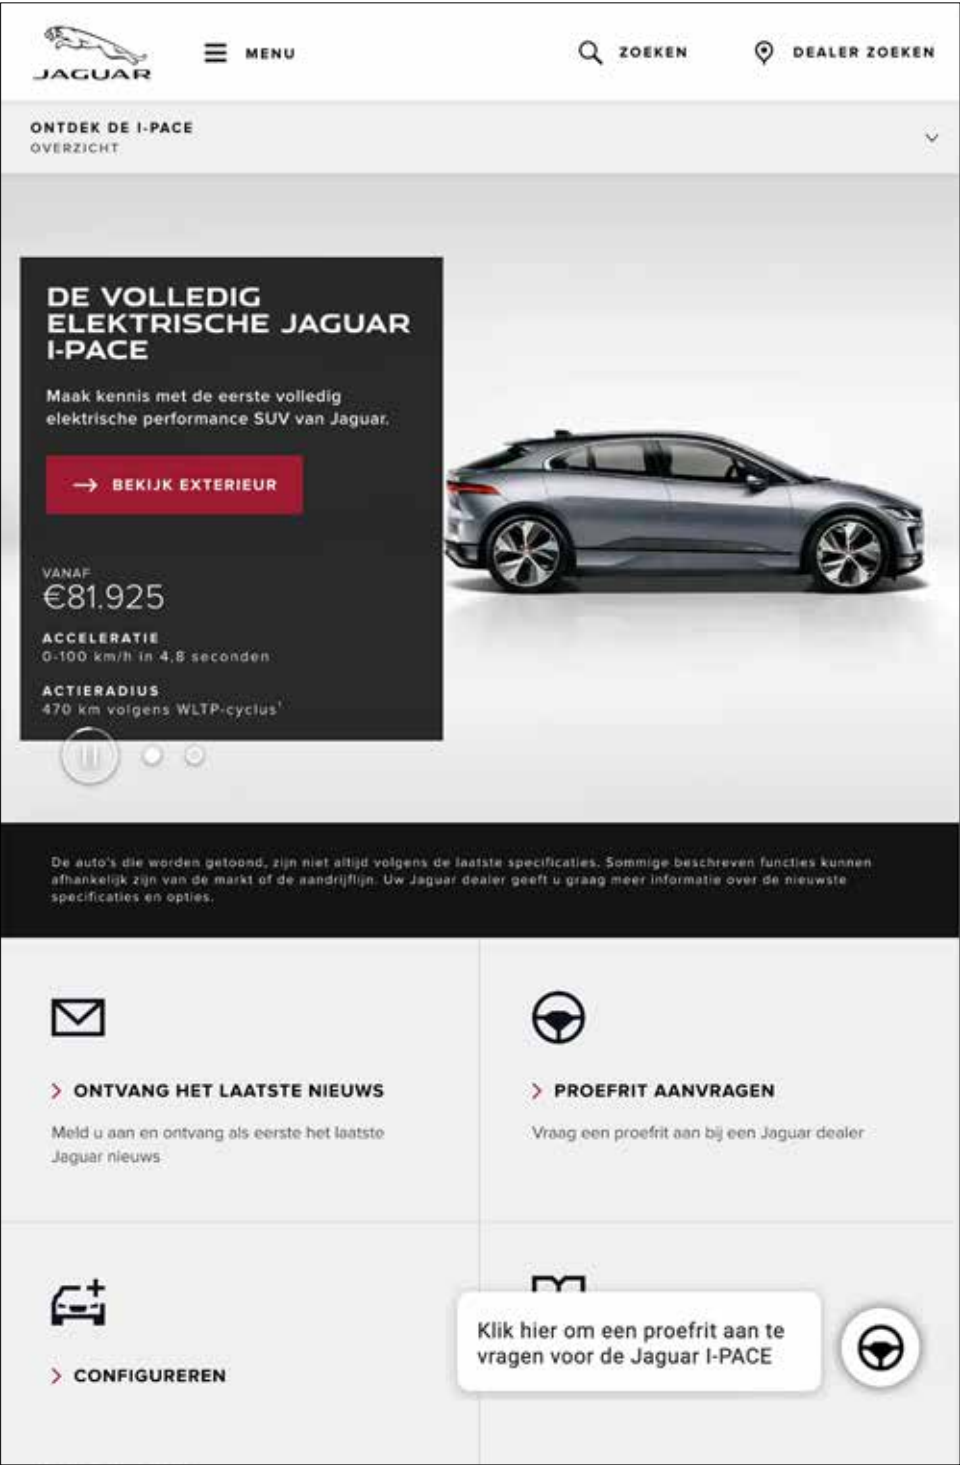 JAGUAR
MENU
ZOEKEN
DEALER ZOEKEN
ONTDEK DE I-PACE
OVERZICHT
DE VOLLEDIG
ELEKTRISCHE JAGUAR
I-PACE
Maak kennis met de eerste volledig
elektrische performance SUV van Jaguar.
BEKIJK EXTERIEUR
VANAF
€81.925
ACCELERATIE
0-100 km/h in 4,8 seconden
ACTIERADIUS
470 km volgens WLTP-cyclus¹
De auto's die worden getoond, zijn niet altijd volgens de laatste specificaties. Sommige beschreven functies kunnen
afhankelijk zijn van de markt of de aandrijflijn. Uw Jaguar dealer geeft u graag meer informatie over de nieuwste
specificaties en opties.
ONTVANG HET LAATSTE NIEUWS
Meld u aan en ontvang als eerste het laatste
Jaguar nieuws
PROEFRIT AANVRAGEN
Vraag een proefrit aan bij een Jaguar dealer
CONFIGUREREN
Klik hier om een proefrit aan te
vragen voor de Jaguar I-PACE